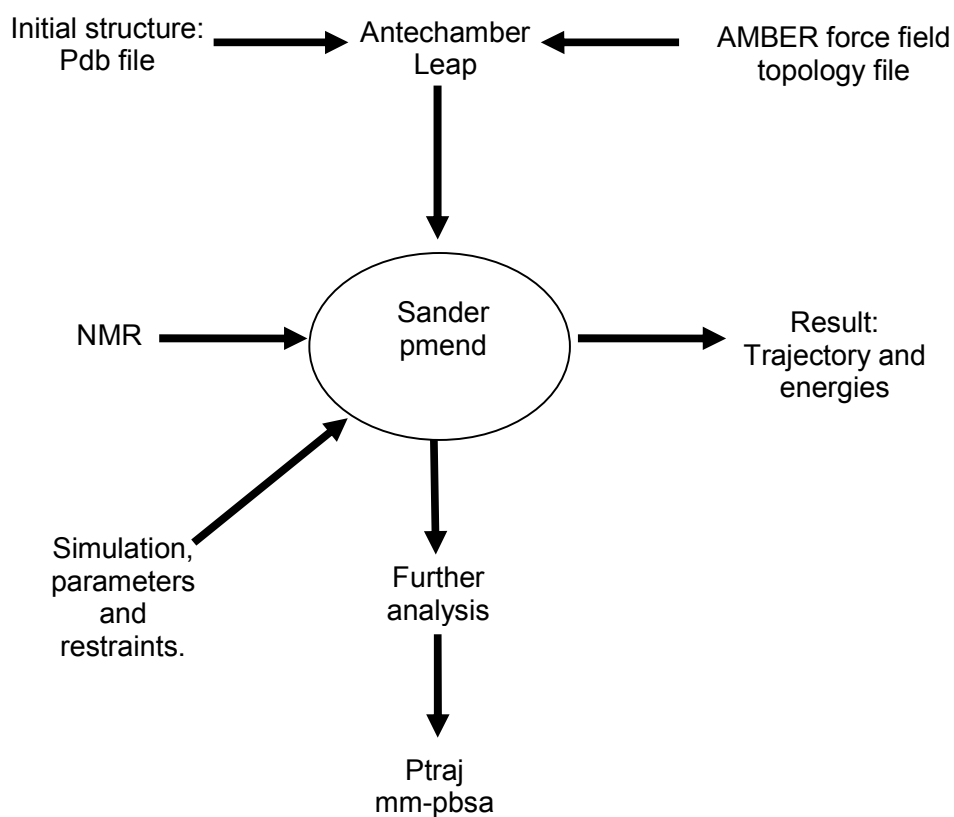 Initial structure:
Pdb file
Antechamber
Leap
AMBER force field
topology file
NMR
Sander
pmend
Result:
Trajectory and
energies
Simulation,
parameters
and
restraints.
Further
analysis
Ptraj
mm-pbsa